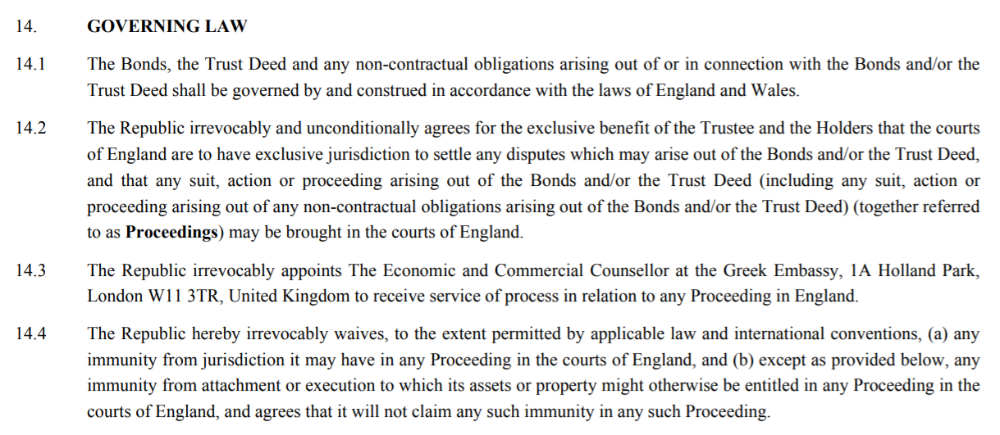 14. GOVERNING LAW
14.1 The Bonds, the Trust Deed and any non-contractual obligations arising out of or in connection with the Bonds and/or the
Trust Deed shall be governed by and construed in accordance with the laws of England and Wales.
14.2 The Republic irrevocably and unconditionally agrees for the exclusive benefit of the Trustee and the Holders that the courts
of England are to have exclusive jurisdiction to settle any disputes which may arise out of the Bonds and/or the Trust Deed,
and that any suit, action or proceeding arising out of the Bonds and/or the Trust Deed (including any suit, action or
proceeding arising out of any non-contractual obligations arising out of the Bonds and/or the Trust Deed) (together referred
to as Proceedings) may be brought in the courts of England.
14.3 The Republic irrevocably appoints The Economic and Commercial Counsellor at the Greek Embassy, 1A Holland Park,
London W11 3TR, United Kingdom to receive service of process in relation to any Proceeding in England.
14.4 The Republic hereby irrevocably waives, to the extent permitted by applicable law and international conventions, (a) any
immunity from jurisdiction it may have in any Proceeding in the courts of England, and (b) except as provided below, any
immunity from attachment or execution to which its assets or property might otherwise be entitled in any Proceeding in the
courts of England, and agrees that it will not claim any such immunity in any such Proceeding.